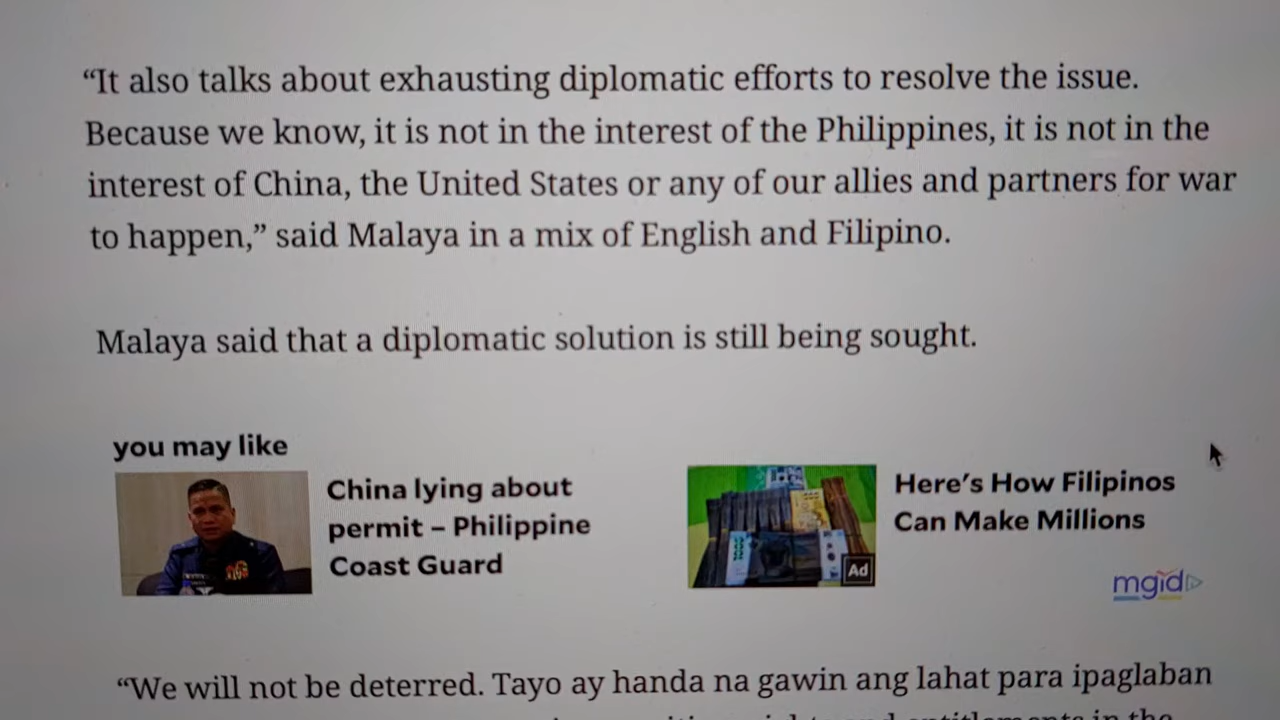 “It also talks about exhausting diplomatic efforts to resolve the issue.
Because we know, it is not in the interest of the Philippines, it is not in the
interest of China, the United States or any of our allies and partners for war
to happen,” said Malaya in a mix of English and Filipino.
Malaya said that a diplomatic solution is still being sought.
you may like
China lying about
permit – Philippine
Coast Guard
Here’s How Filipinos
Can Make Millions
Ad
mgid
“We will not be deterred. Tayo ay handa na gawin ang lahat para ipaglaban
entitlements in the